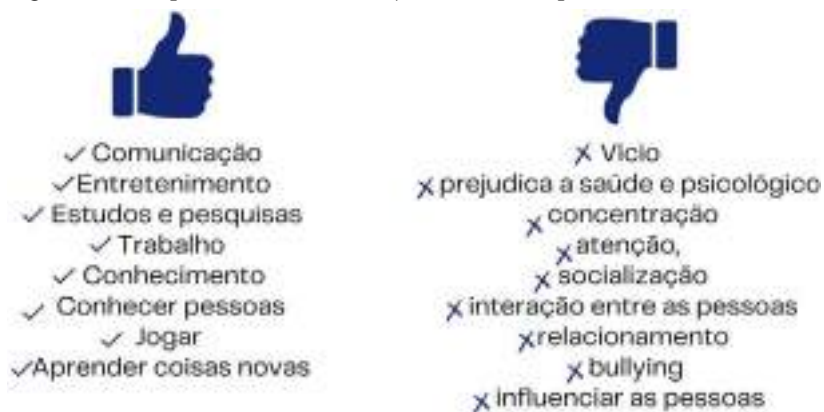 Comunicação
Entretenimento
Estudos e pesquisas
Trabalho
Conhecimento
Conhecer pessoas
Jogar
Aprender coisas novas
Vicio
prejudica a saúde e psicológico
concentração
atenção,
socialização
interação entre as pessoas
relacionamento
bullying
influenciar as pessoas